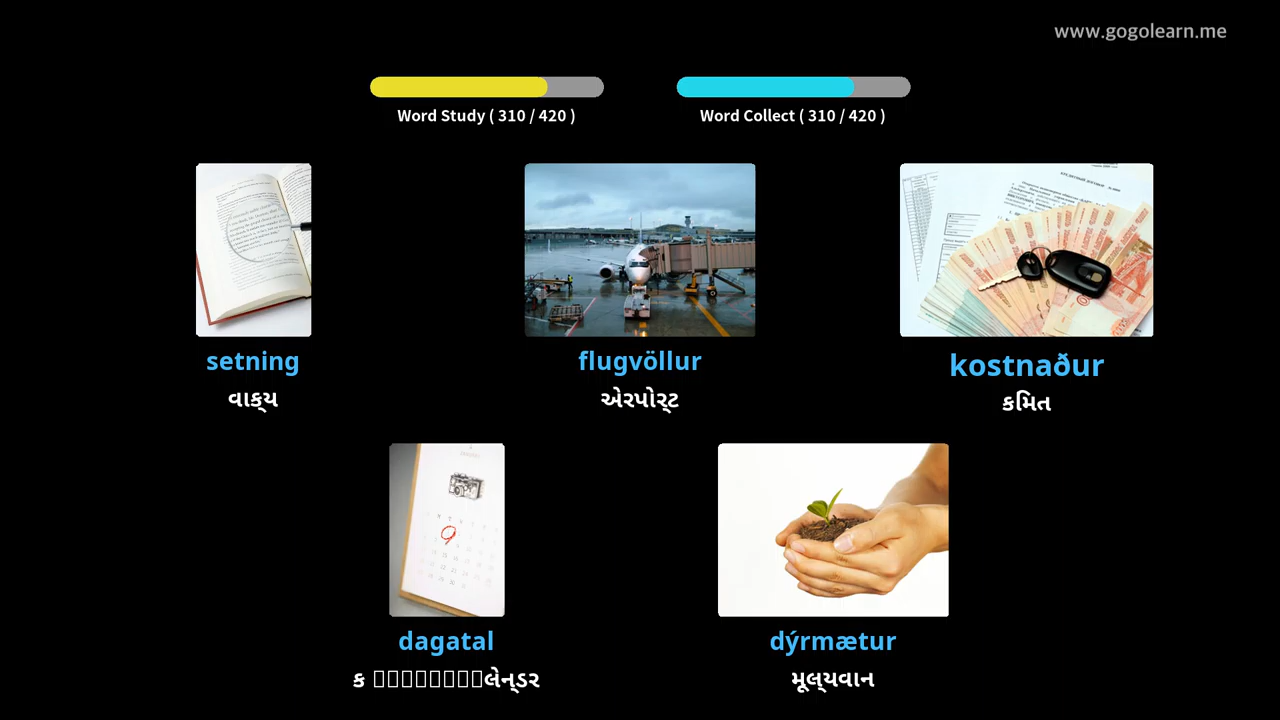 www.gogolearn.me
Word Study ( 310 / 420 )
Word Collect ( 310 / 420 )
setning
flugvöllur
kostnaður
વાક્ય
એરપોર્ટ
કમિત
dagatal
dýrmætur
ક □□□□□□□□લેન્ડર
મૂલ્યવાન